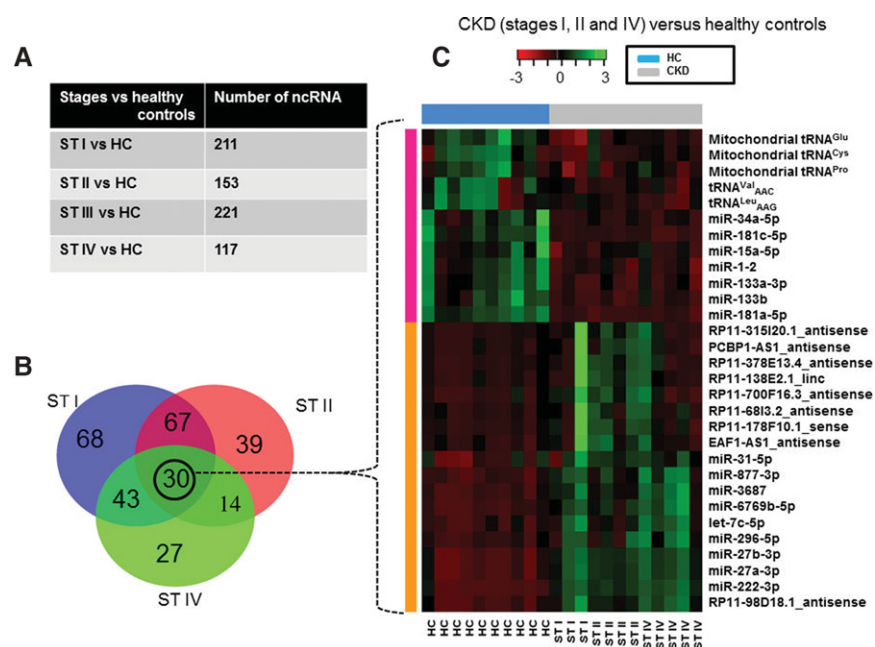 CKD (stages I, II and IV) versus healthy controls
A
Stages vs healthy controls Number of ncRNA
ST I vs HC 211
ST II vs HC 153
ST III vs HC 221
ST IV vs HC 117
B
ST I
ST II
68
67
39
30
43
14
27
ST IV
C
-3 0 3
HC
CKD
Mitochondrial tRNAGlu
Mitochondrial tRNACys
Mitochondrial tRNAPro
tRNAValAAC
tRNALeuAAG
miR-34a-5p
miR-181c-5p
miR-15a-5p
miR-1-2
miR-133a-3p
miR-133b
miR-181a-5p
RP11-315I20.1_antisense
PCBP1-AS1_antisense
RP11-378E13.4_antisense
RP11-138E2.1_linc
RP11-700F16.3_antisense
RP11-68I3.2_antisense
RP11-178F10.1_sense
EAF1-AS1_antisense
miR-31-5p
miR-877-3p
miR-3687
miR-6769b-5p
let-7c-5p
miR-296-5p
miR-27b-3p
miR-27a-3p
miR-222-3p
RP11-98D18.1_antisense
HC HC HC HC HC HC HC HC HC HC ST I ST I ST I ST II ST II ST II ST II ST IV ST IV ST IV ST IV ST IV